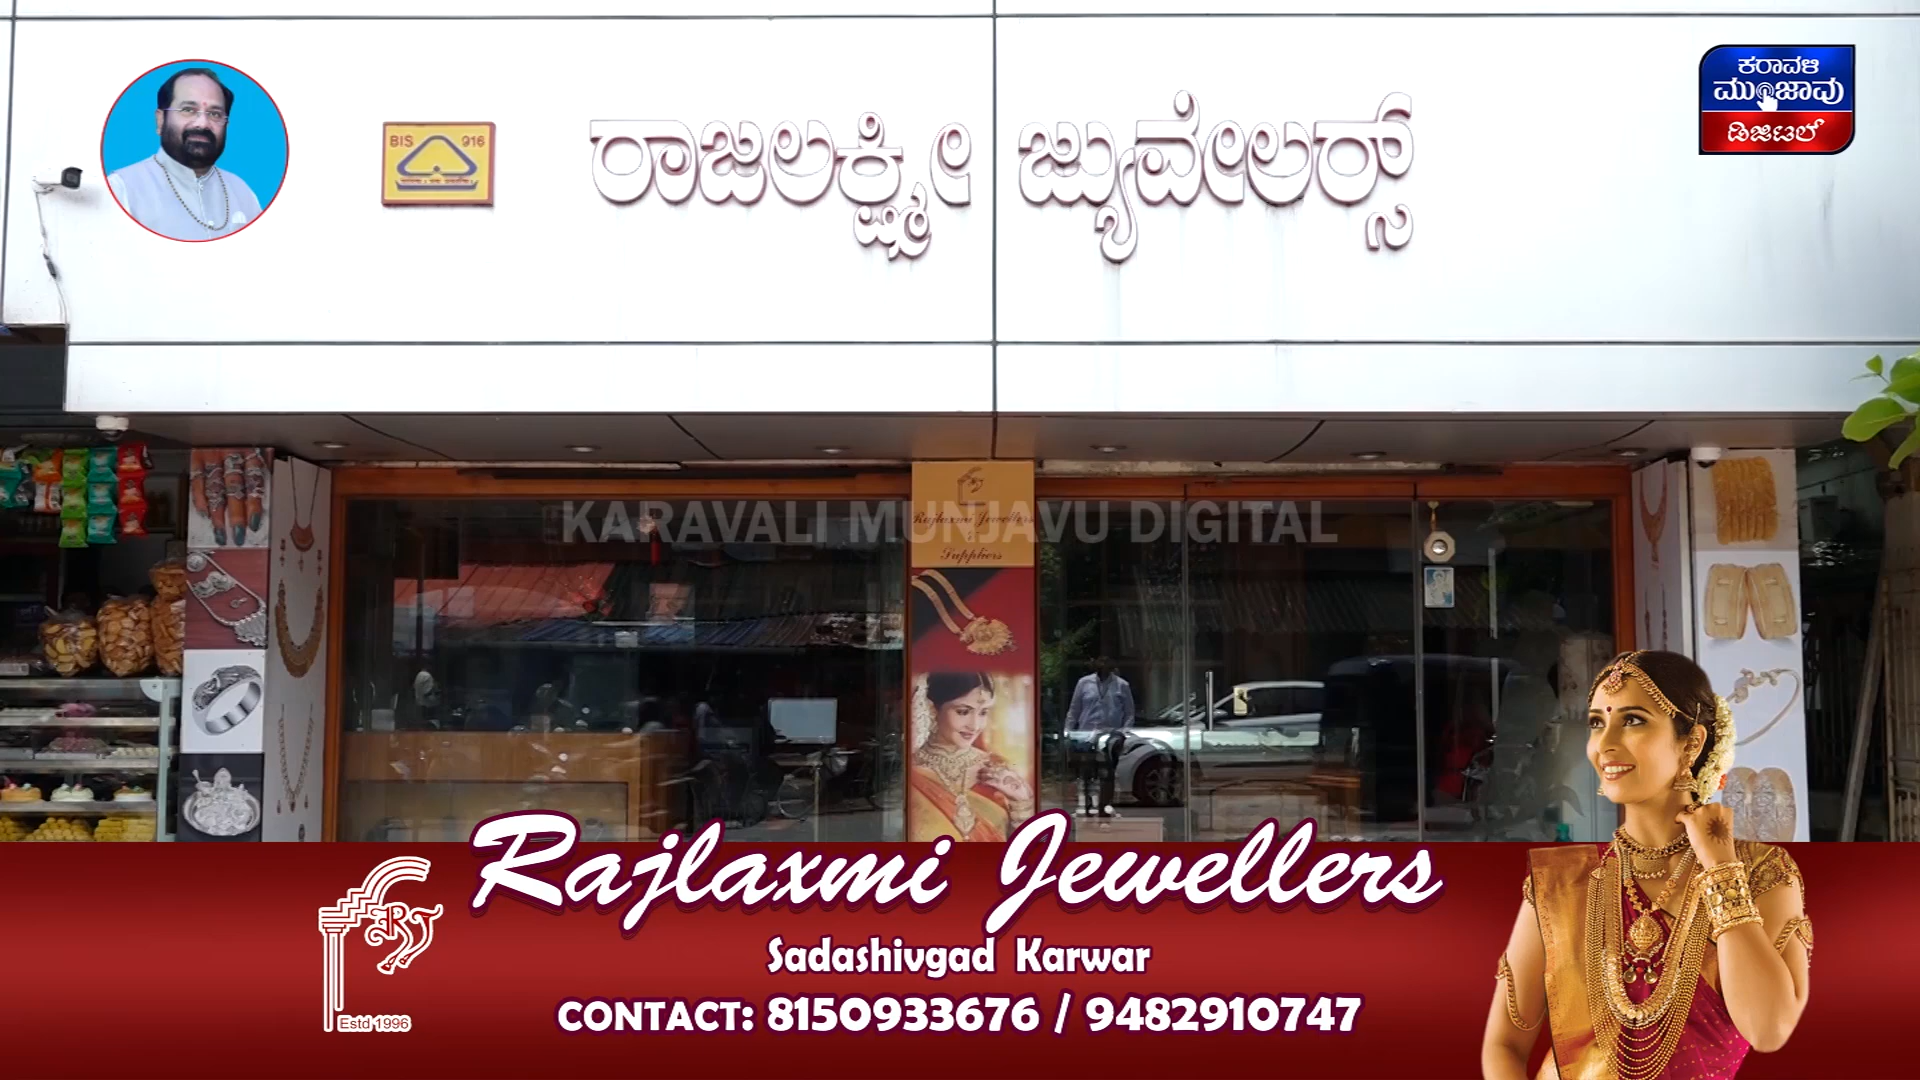 ಕರಾವಳಿ
ಮುಂಜಾವು
ಡಿಜಿಟಲ್
BIS 916
ರಾಜಲಕ್ಷ್ಮೀ ಜ್ಯುವೇಲರ್ಸ್
KARAVALI MUNJAVU DIGITAL
Rajlaxmi Jewellers
Suppliers
Rajlaxmi Jewellers
RJ
Estd 1996
Sadashivgad Karwar
CONTACT: 8150933676 / 9482910747